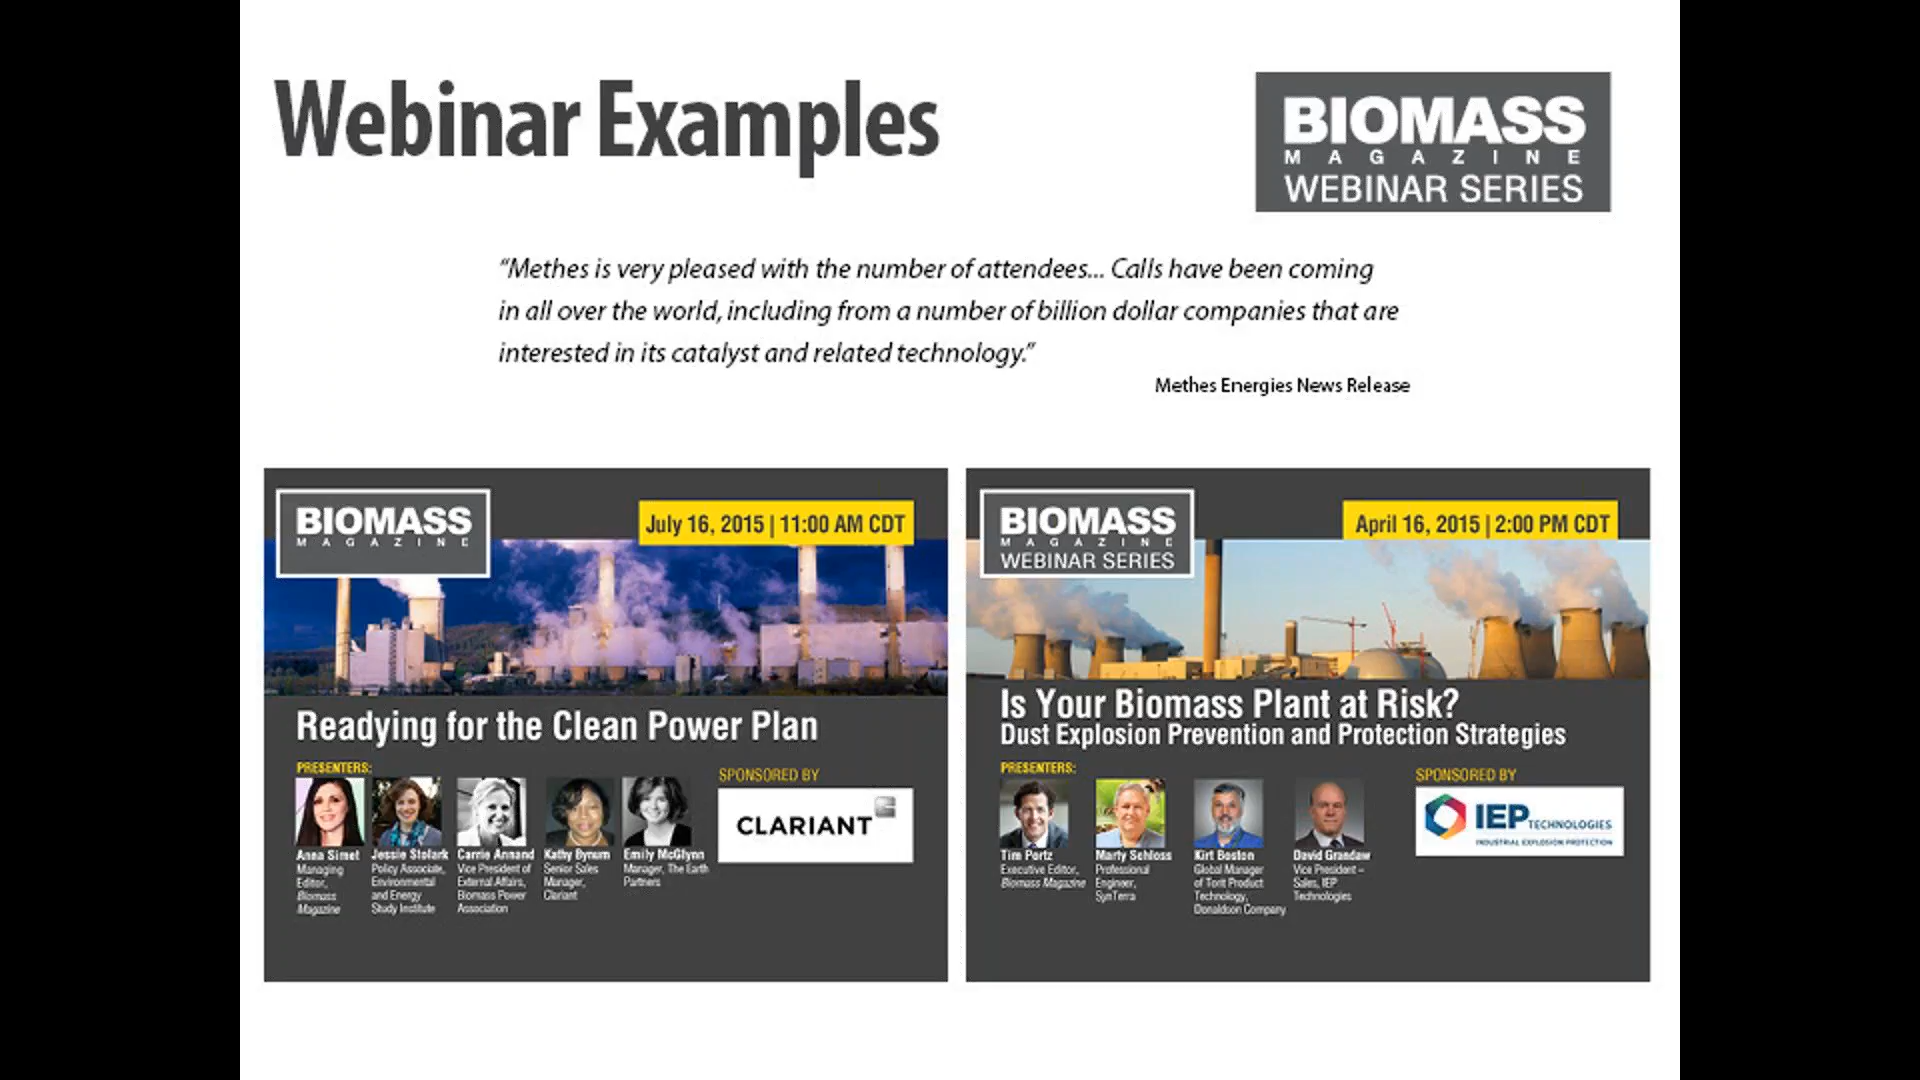 Webinar Examples
BIOMASS
MAGAZINE
WEBINAR SERIES
“Methes is very pleased with the number of attendees... Calls have been coming
in all over the world, including from a number of billion dollar companies that are
interested in its catalyst and related technology.”
Methes Energies News Release
BIOMASS
MAGAZINE
July 16, 2015 | 11:00 AM CDT
Readying for the Clean Power Plan
PRESENTERS:
Anna Simet
Managing
Editor,
Biomass
Magazine
Jessie Stolark
Policy Associate,
Environmental
and Energy
Study Institute
Carrie Annand
Vice President of
External Affairs,
Biomass Power
Association
Kathy Bynum
Senior Sales
Manager,
Clariant
Emily McGlynn
Manager, The Earth
Partners
SPONSORED BY
CLARIANT
BIOMASS
MAGAZINE
WEBINAR SERIES
April 16, 2015 | 2:00 PM CDT
Is Your Biomass Plant at Risk?
Dust Explosion Prevention and Protection Strategies
PRESENTERS:
Tim Portz
Executive Editor,
Biomass Magazine
Marty Schloss
Professional
Engineer,
SynTerra
Kirt Boston
Global Manager
of Torit Product
Technology,
Donaldson Company
David Grandaw
Vice President –
Sales, IEP
Technologies
SPONSORED BY
IEP TECHNOLOGIES
INDUSTRIAL EXPLOSION PROTECTION